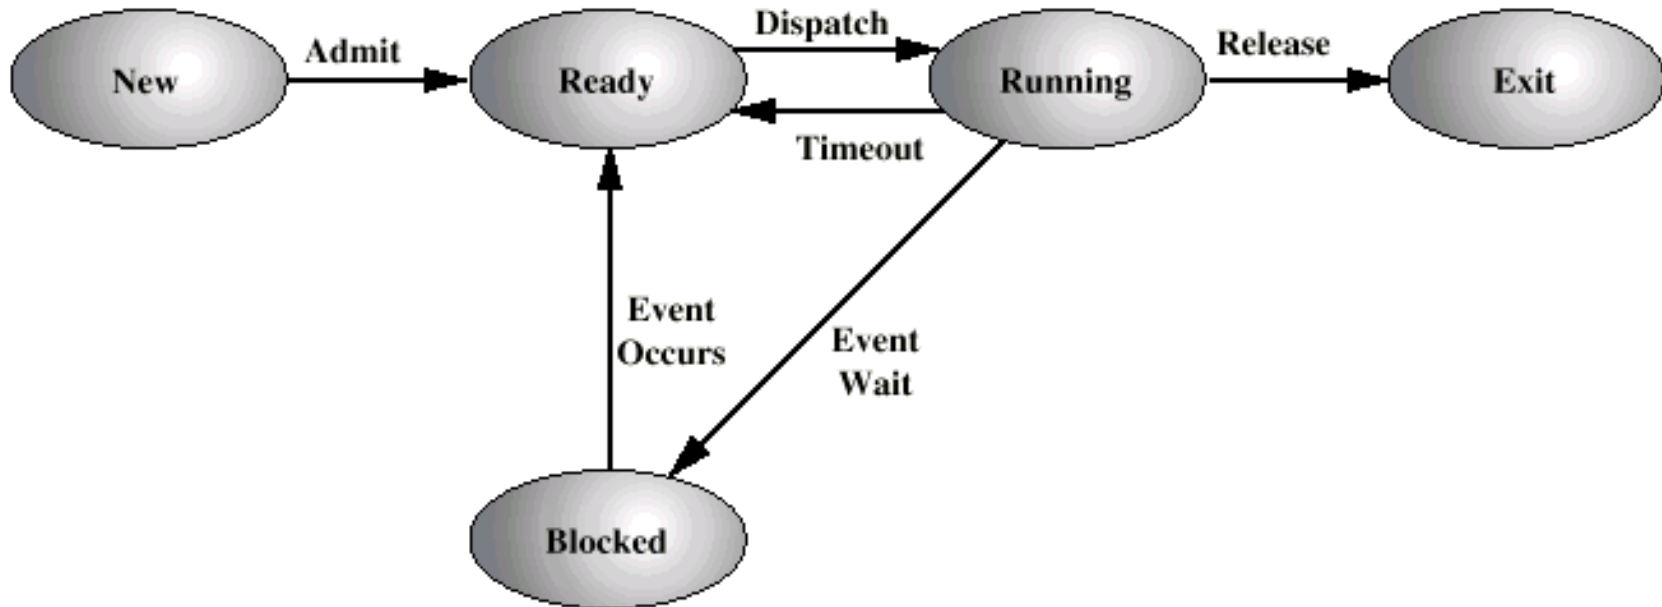 New
Admit
Ready
Dispatch
Timeout
Running
Release
Exit
Event
Occurs
Event
Wait
Blocked